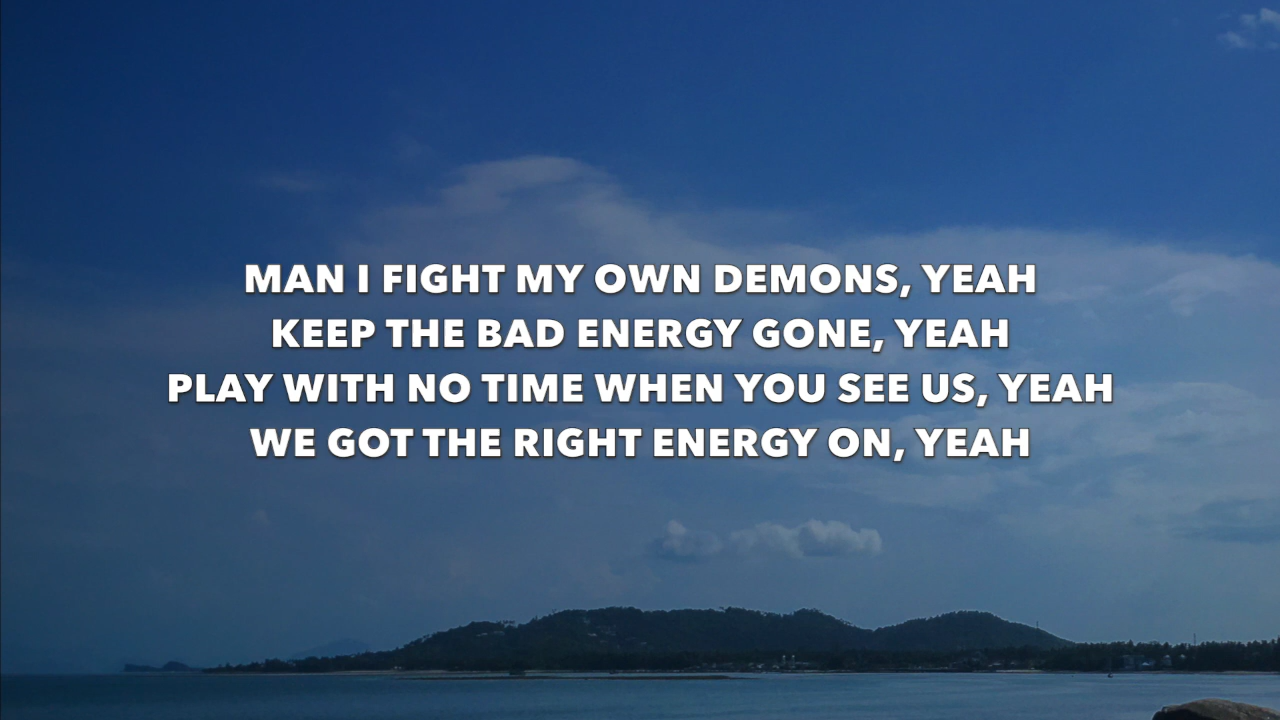 MAN I FIGHT MY OWN DEMONS, YEAH
KEEP THE BAD ENERGY GONE, YEAH
PLAY WITH NO TIME WHEN YOU SEE US, YEAH
WE GOT THE RIGHT ENERGY ON, YEAH